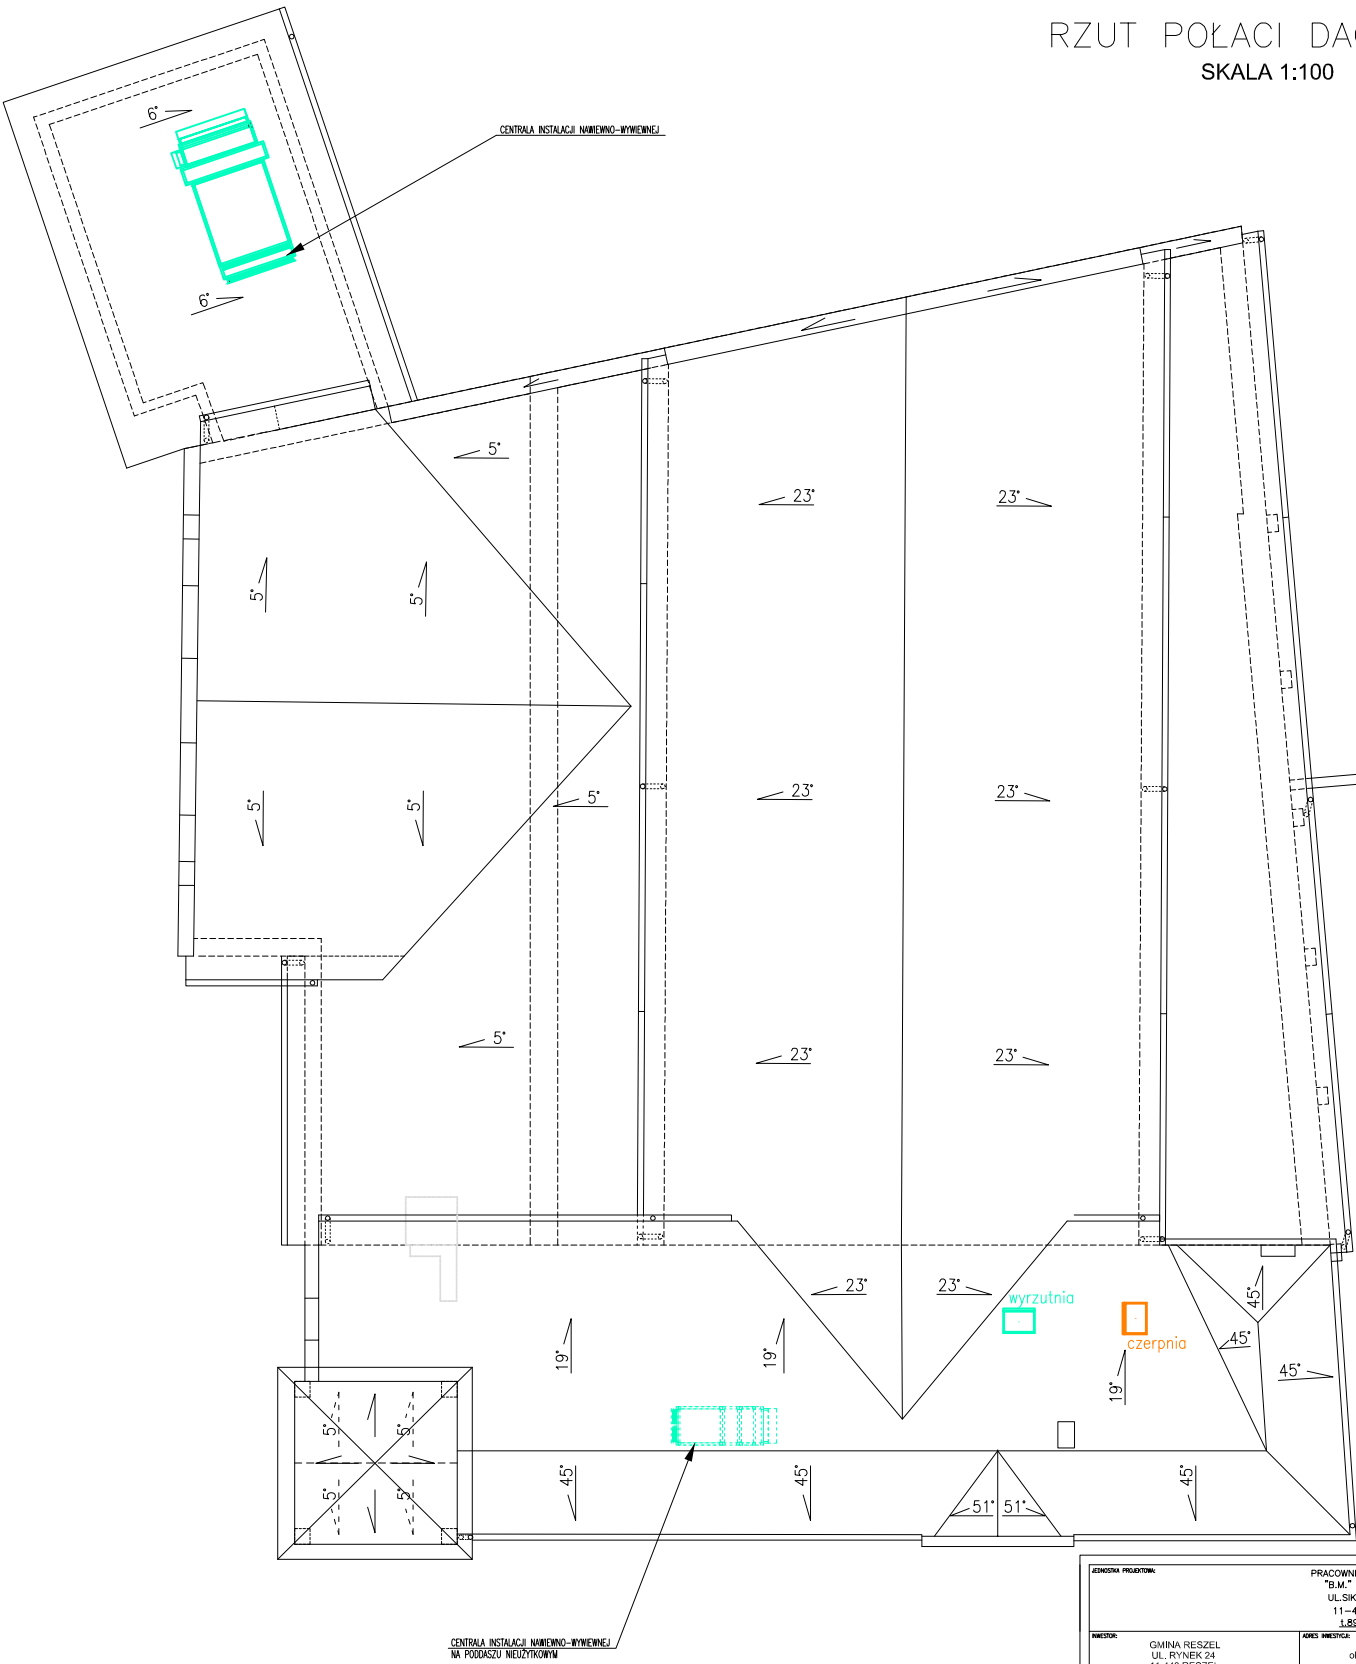 RZUT POŁACI
SKALA 1:100
6°
CENTRALA INSTALACJI NAWIEWNO-WYWIEWNEJ
6°
5°
23°
23°
5°
5°
5°
5°
5°
23°
23°
5°
23°
23°
23°
23°
wyrzutnia
czerpnia
45°
45°
45°
19°
19°
19°
5°
5°
5°
5°
45°
45°
45°
51°
51°
CENTRALA INSTALACJI NAWIEWNO-WYWIEWNEJ
NA PODDASZU NIEUŻYTKOWYM
JEDNOSTKA PROJEKTOWA:
"B.M."
INWESTOR:
GMINA RESZEL
UL. RYNEK 24
ADRES INWESTYCJI: